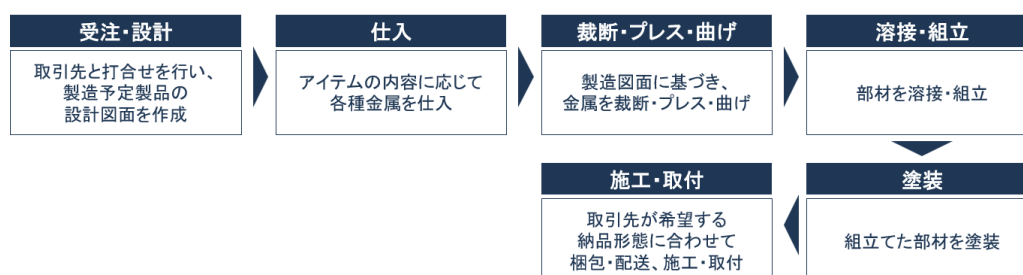 受注・設計
取引先と打合せを行い、
製造予定製品の
設計図面を作成
仕入
アイテムの内容に応じて
各種金属を仕入
裁断・プレス・曲げ
製造図面に基づき、
金属を裁断・プレス・曲げ
溶接・組立
部材を溶接・組立
塗装
組立てた部材を塗装
施工・取付
取引先が希望する
納品形態に合わせて
梱包・配送、施工・取付